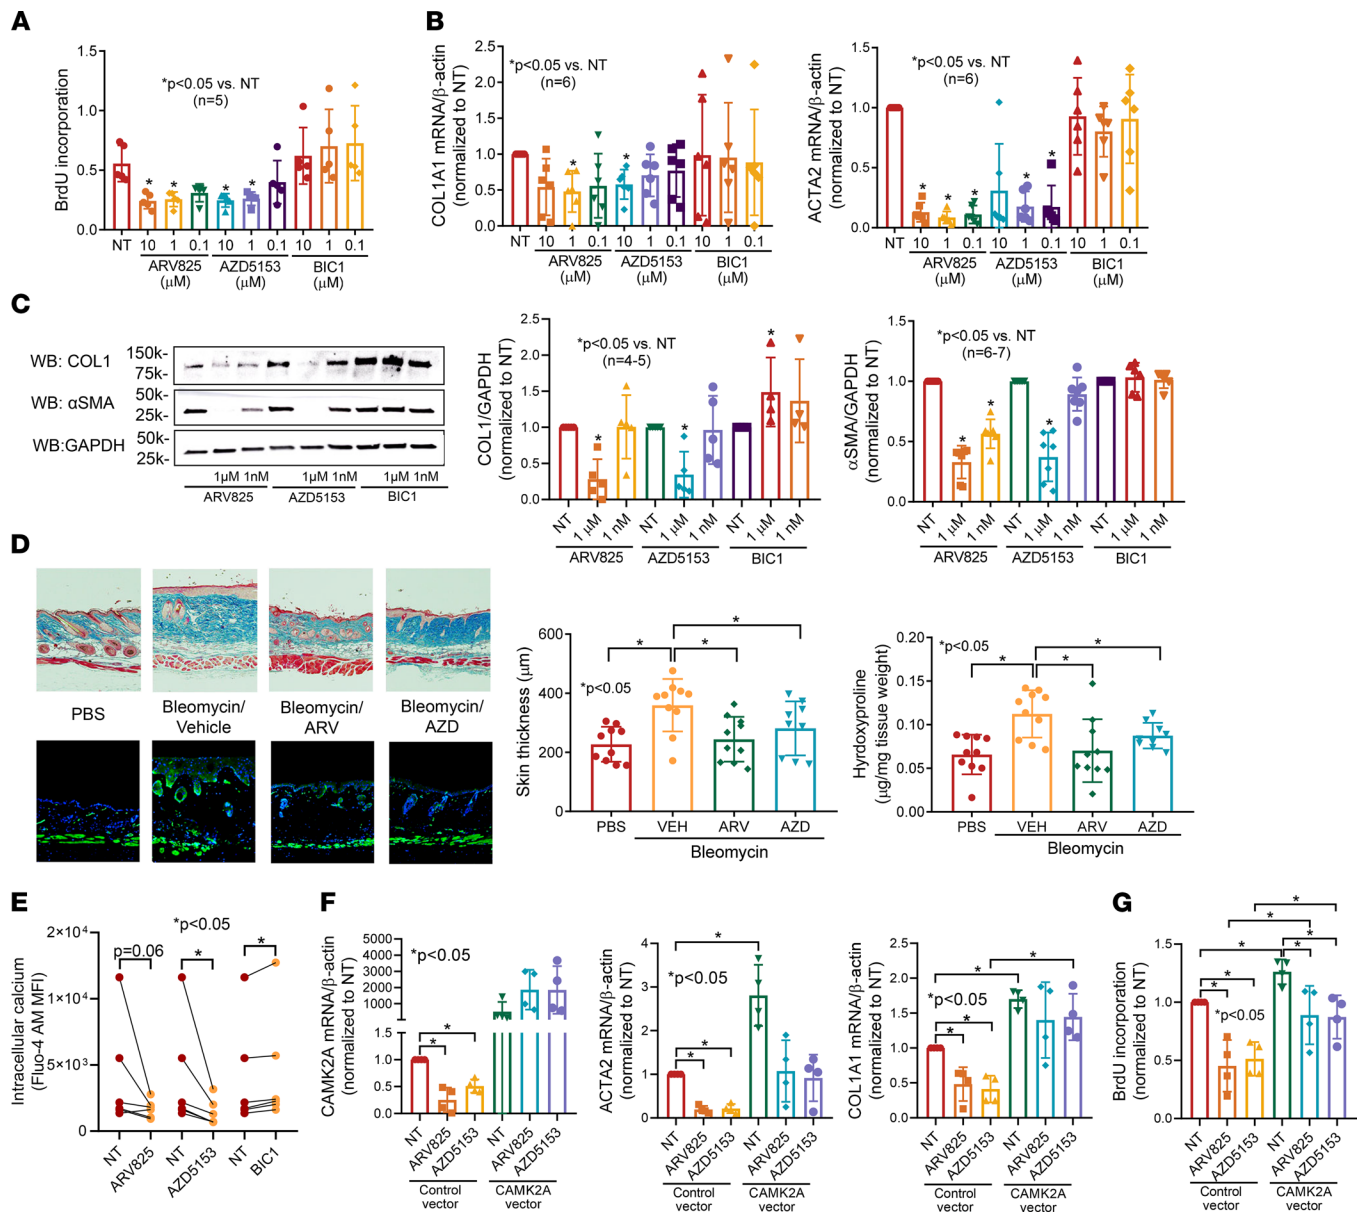 A
BrdU incorporation
1.5
1.0
0.5
0.0
*p<0.05 vs. NT
(n=5)
* * * *
NT 10 1 0.1 10 1 0.1 10 1 0.1
ARV825 AZD5153 BIC1
(μM) (μM) (μM)
B
COL1A1 mRNA/β-actin
(normalized to NT)
2.5
2.0
1.5
1.0
0.5
0.0
*p<0.05 vs. NT
(n=6)
* *
NT 10 1 0.1 10 1 0.1 10 1 0.1
ARV825 AZD5153 BIC1
(μM) (μM) (μM)
ACTA2 mRNA/β-actin
(normalized to NT)
1.5
1.0
0.5
0.0
*p<0.05 vs. NT
(n=6)
* * * * *
NT 10 1 0.1 10 1 0.1 10 1 0.1
ARV825 AZD5153 BIC1
(μM) (μM) (μM)
C
WB: COL1
150k-
75k-
WB: αSMA
50k-
25k-
WB:GAPDH
50k-
25k-
1μM 1nM 1μM 1nM 1μM 1nM
ARV825 AZD5153 BIC1
COL1/GAPDH
(normalized to NT)
2.5
2.0
1.5
1.0
0.5
0.0
*p<0.05 vs. NT
(n=4-5)
* * *
NT 1 μM 1 nM NT 1 μM 1 nM NT 1 μM 1 nM
ARV825 AZD5153 BIC1
αSMA/GAPDH
(normalized to NT)
1.5
1.0
0.5
0.0
*p<0.05 vs. NT
(n=6-7)
* * *
NT 1 μM 1 nM NT 1 μM 1 nM NT 1 μM 1 nM
ARV825 AZD5153 BIC1
D
PBS
Bleomycin/
Vehicle
Bleomycin/
ARV
Bleomycin/
AZD
Skin thickness (μm)
600
400
200
0
*p<0.05
* * *
PBS VEH ARV AZD
Bleomycin
Hyrdoxyproline
(μg/mg tissue weight)
0.20
0.15
0.10
0.05
0.00
*p<0.05
* * *
PBS VEH ARV AZD
Bleomycin
E
Intracellular calcium
(Fluo-4 AM MFI)
2×10⁴
1×10⁴
5×10³
0
*p<0.05
p=0.06 * *
NT ARV825 NT AZD5153 NT BIC1
F
CAMK2A mRNA/β-actin
(normalized to NT)
5000
4000
3000
2000
1000
1.5
1.0
0.5
0.0
*p<0.05
* *
NT ARV825 AZD5153 NT ARV825 AZD5153
Control
vector
CAMK2A
vector
ACTA2 mRNA/β-actin
(normalized to NT)
4
3
2
1
0
*p<0.05
* * *
NT ARV825 AZD5153 NT ARV825 AZD5153
Control
vector
CAMK2A
vector
COL1A1 mRNA/β-actin
(normalized to NT)
2.5
2.0
1.5
1.0
0.5
0.0
*p<0.05
* * * *
NT ARV825 AZD5153 NT ARV825 AZD5153
Control
vector
CAMK2A
vector
G
BrdU incorporation
(normalized to NT)
1.5
1.0
0.5
0.0
*p<0.05
* * * * * * *
NT ARV825 AZD5153 NT ARV825 AZD5153
Control
vector
CAMK2A
vector